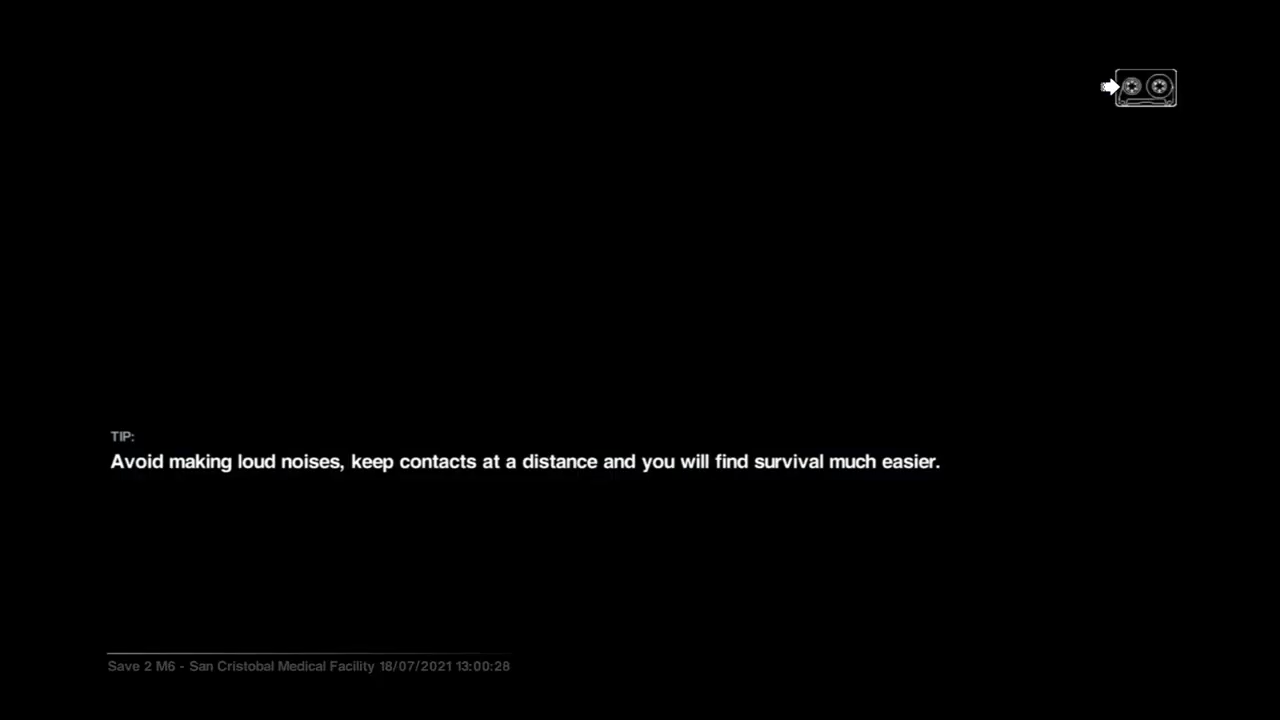 TIP:
Avoid making loud noises, keep contacts at a distance and you will find survival much easier.
Save 2 M6 - San Cristobal Medical Facility 18/07/2021 13:00:28